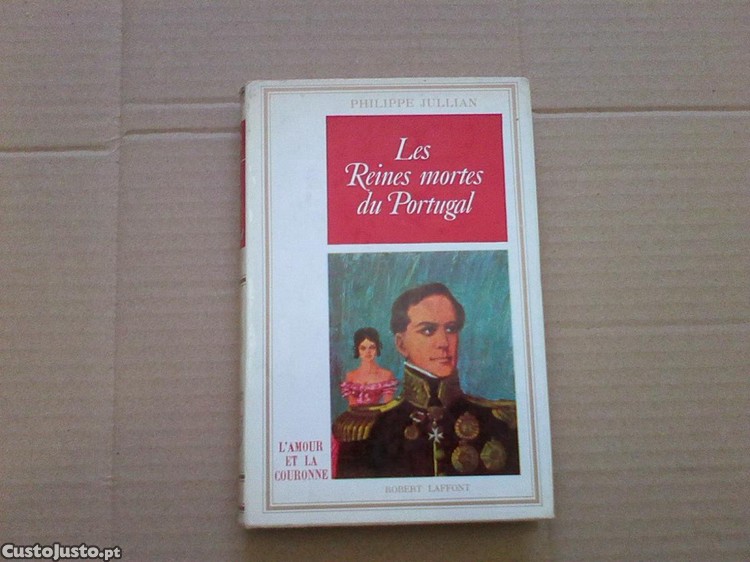 PHILIPPE JULLIAN
Les
Reines mortes
du Portugal
L'AMOUR
ET LA
COURONNE
ROBERT LAFFONT
CustoJusto.pt